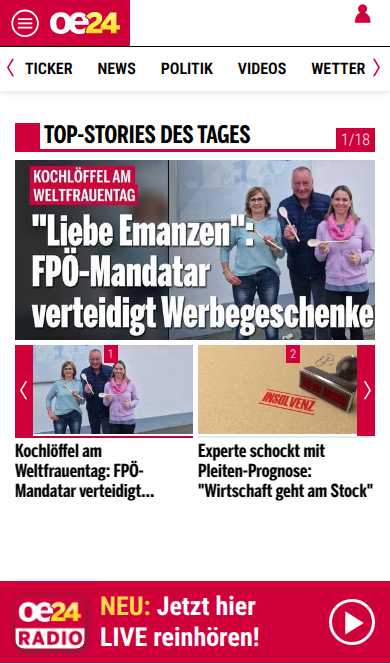 oe24
TICKER NEWS POLITIK VIDEOS WETTER
TOP-STORIES DES TAGES
1/18
KOCHLÖFFEL AM
WELTFRAUENTAG
"Liebe Emanzen":
FPÖ-Mandatar
verteidigt Werbegeschenke
1
2
INSOLVENZ
Kochlöffel am
Weltfrauentag: FPÖ-
Mandatar verteidigt...
Experte schockt mit
Pleiten-Prognose:
"Wirtschaft geht am Stock"
oe24
RADIO
NEU: Jetzt hier
LIVE reinhören!